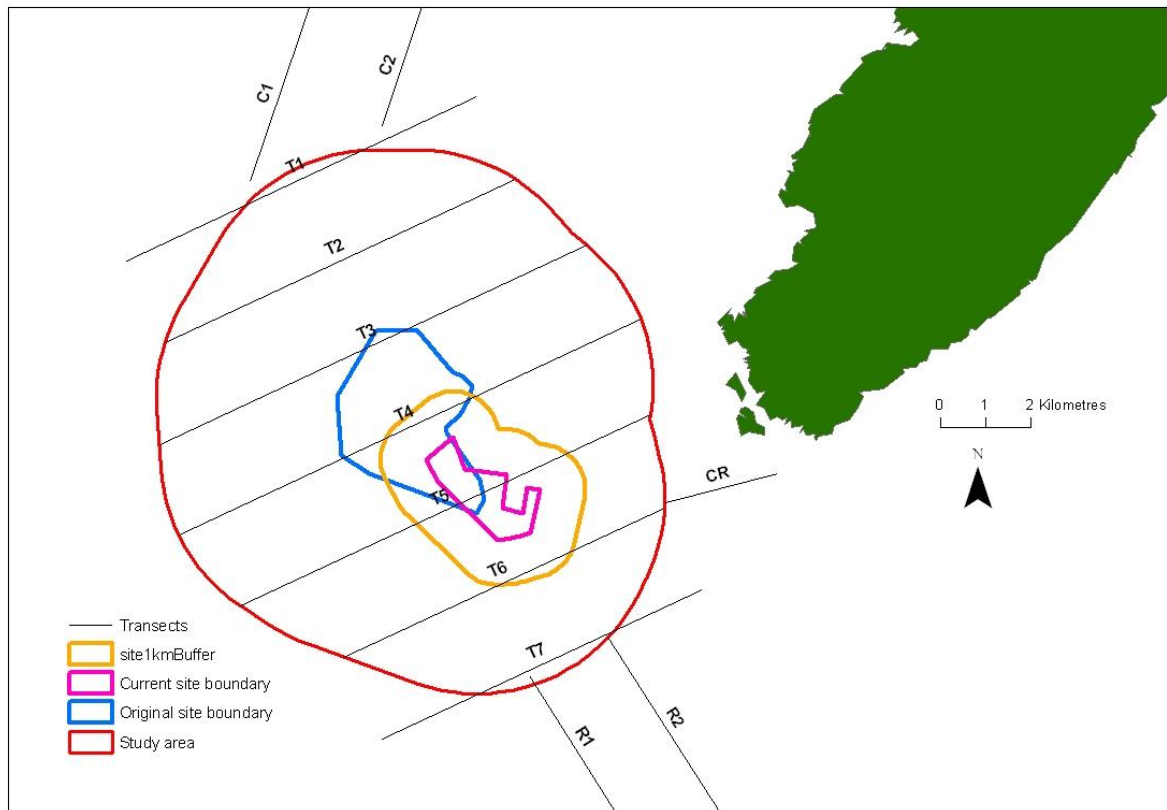 C1
C2
T1
T2
T3
T4
T5
T6
T7
CR
R1
R2
0 1 2 Kilometres
N
Transects
site1kmBuffer
Current site boundary
Original site boundary
Study area